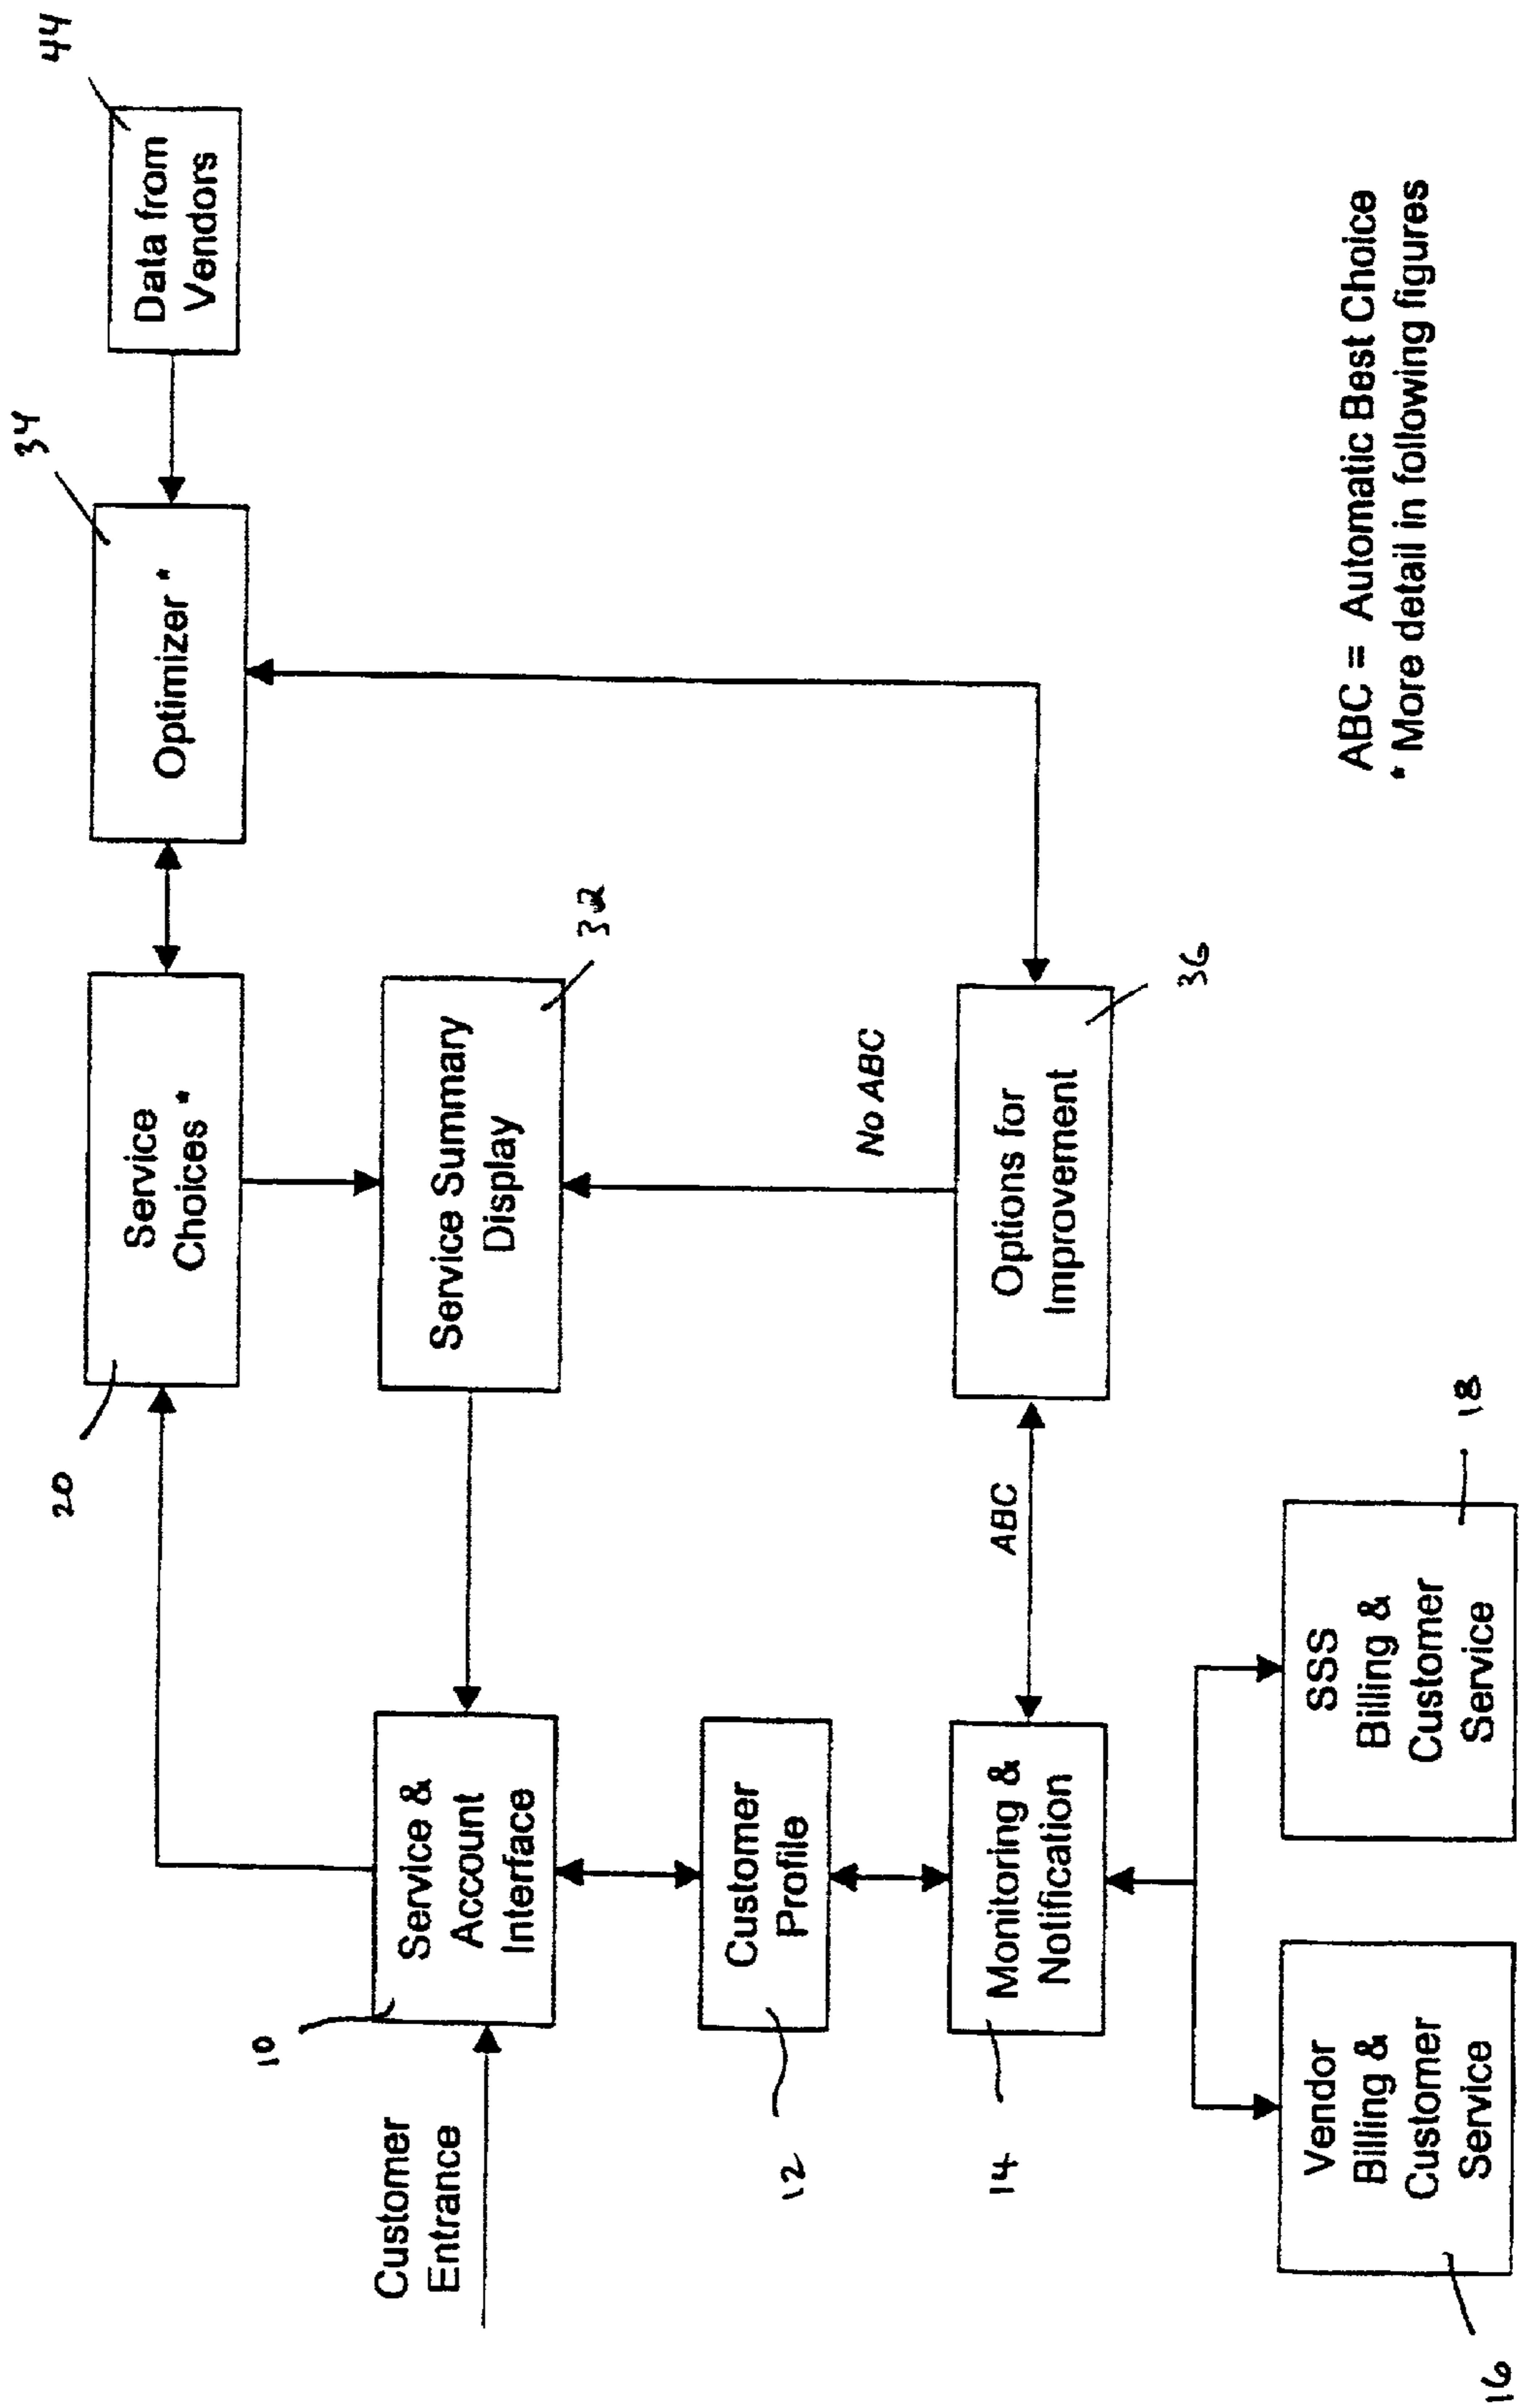 44
34
Data from
Vendors
Optimizer *
20
Service
Choices *
32
Service Summary
Display
10
Service &
Account
Interface
Customer
Entrance
12
Customer
Profile
No ABC
36
Options for
Improvement
ABC
14
Monitoring &
Notification
16
Vendor
Billing &
Customer
Service
18
SSS
Billing &
Customer
Service
ABC = Automatic Best Choice
* More detail in following figures